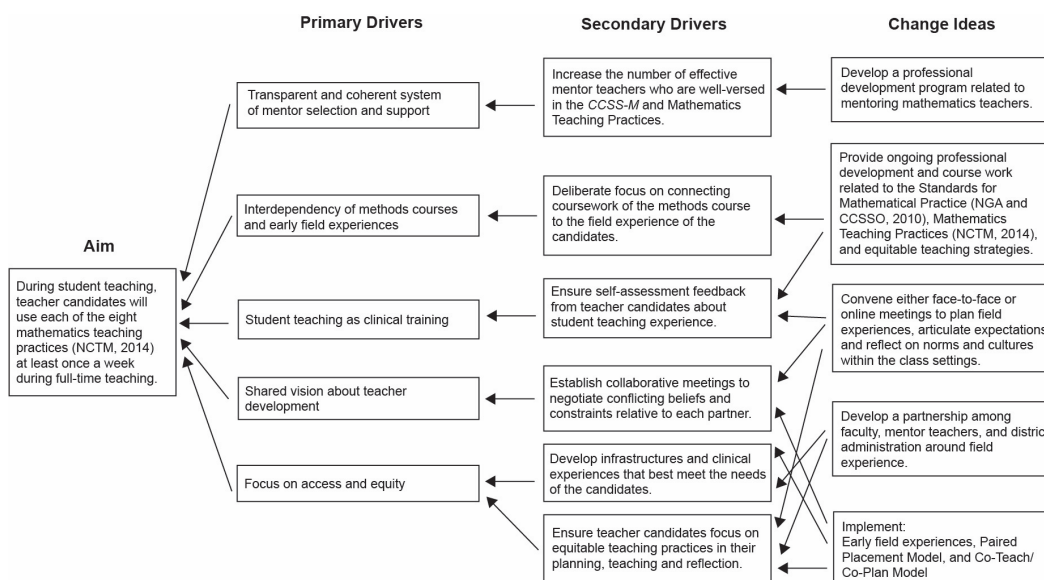 Primary Drivers
Secondary Drivers
Change Ideas
Aim
During student teaching,
teacher candidates will
use each of the eight
mathematics teaching
practices (NCTM, 2014)
at least once a week
during full-time teaching.
Transparent and coherent system
of mentor selection and support
Interdependency of methods courses
and early field experiences
Student teaching as clinical training
Shared vision about teacher
development
Focus on access and equity
Increase the number of effective
mentor teachers who are well-versed
in the CCSS-M and Mathematics
Teaching Practices.
Deliberate focus on connecting
coursework of the methods course
to the field experience of the
candidates.
Ensure self-assessment feedback
from teacher candidates about
student teaching experience.
Establish collaborative meetings to
negotiate conflicting beliefs and
constraints relative to each partner.
Develop infrastructures and clinical
experiences that best meet the needs
of the candidates.
Ensure teacher candidates focus on
equitable teaching practices in their
planning, teaching and reflection.
Develop a professional
development program related to
mentoring mathematics teachers.
Provide ongoing professional
development and course work
related to the Standards for
Mathematical Practice (NGA and
CCSSO, 2010), Mathematics
Teaching Practices (NCTM, 2014),
and equitable teaching strategies.
Convene either face-to-face or
online meetings to plan field
experiences, articulate expectations
and reflect on norms and cultures
within the class settings.
Develop a partnership among
faculty, mentor teachers, and district
administration around field
experience.
Implement:
Early field experiences, Paired
Placement Model, and Co-Teach/
Co-Plan Model